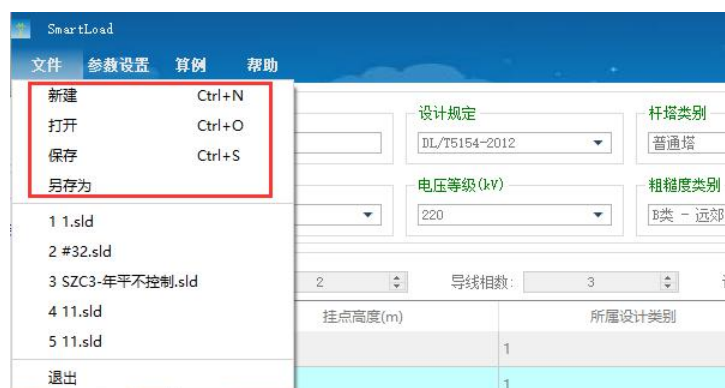 SmartLoad
文件 参数设置 算例 帮助
新建 Ctrl+N
打开 Ctrl+O
保存 Ctrl+S
另存为
1 1.sld
2 #32.sld
3 SZC3-年平不控制.sld
4 11.sld
5 11.sld
退出
设计规定 杆塔类别
DL/T5154-2012 普通塔
电压等级(kV) 粗糙度类别
220 B类 - 远郊
2 导线相数: 3
挂点高度(m) 所属设计类别
1
1